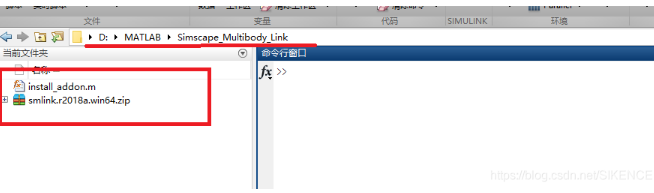 文件
变量
代码
SIMULINK
环境
D: ▸ MATLAB ▸ Simscape_Multibody_Link
当前文件夹
命令行窗口
名称
fx >>
install_addon.m
smlink.r2018a.win64.zip
https://blog.csdn.net/SIKENCE